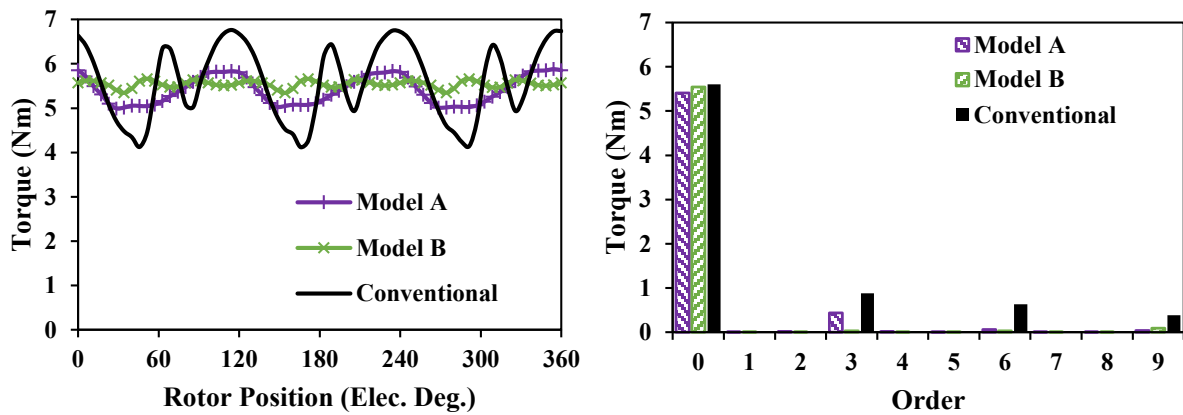 7
6
5
4
3
2
1
0
Torque (Nm)
Model A
Model B
Conventional
0 60 120 180 240 300 360
Rotor Position (Elec. Deg.)
7
6
5
4
3
2
1
0
Torque (Nm)
Model A
Model B
Conventional
0 1 2 3 4 5 6 7 8 9
Order